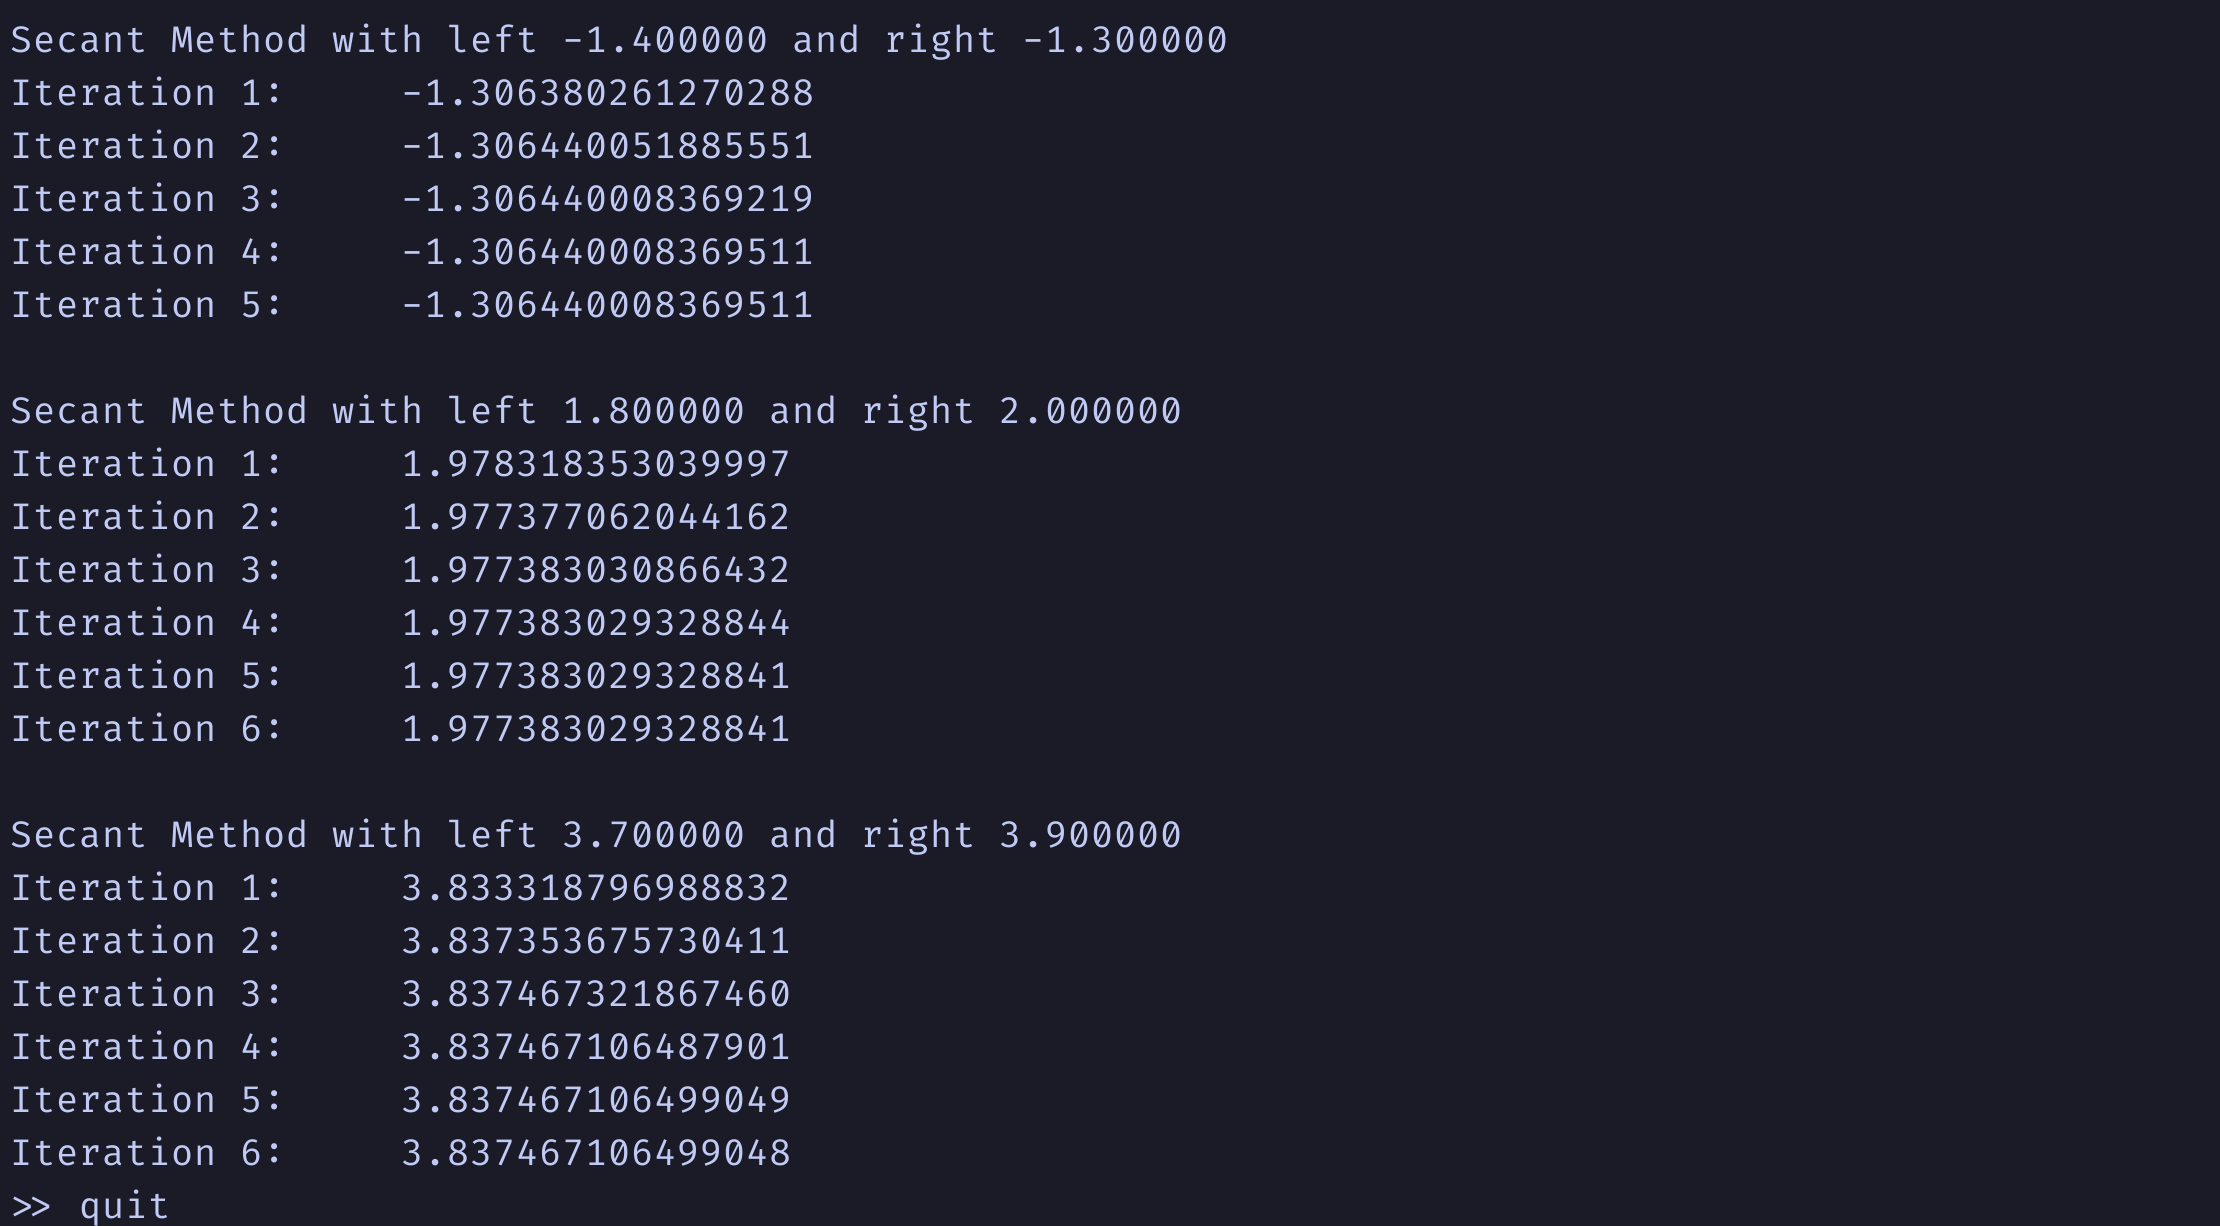 Secant Method with left -1.400000 and right -1.300000
Iteration 1:     -1.306380261270288
Iteration 2:     -1.306440051885551
Iteration 3:     -1.306440008369219
Iteration 4:     -1.306440008369511
Iteration 5:     -1.306440008369511

Secant Method with left 1.800000 and right 2.000000
Iteration 1:     1.978318353039997
Iteration 2:     1.977377062044162
Iteration 3:     1.977383030866432
Iteration 4:     1.977383029328844
Iteration 5:     1.977383029328841
Iteration 6:     1.977383029328841

Secant Method with left 3.700000 and right 3.900000
Iteration 1:     3.833318796988832
Iteration 2:     3.837353675730411
Iteration 3:     3.837467321867460
Iteration 4:     3.837467106487901
Iteration 5:     3.837467106499049
Iteration 6:     3.837467106499048
>> quit